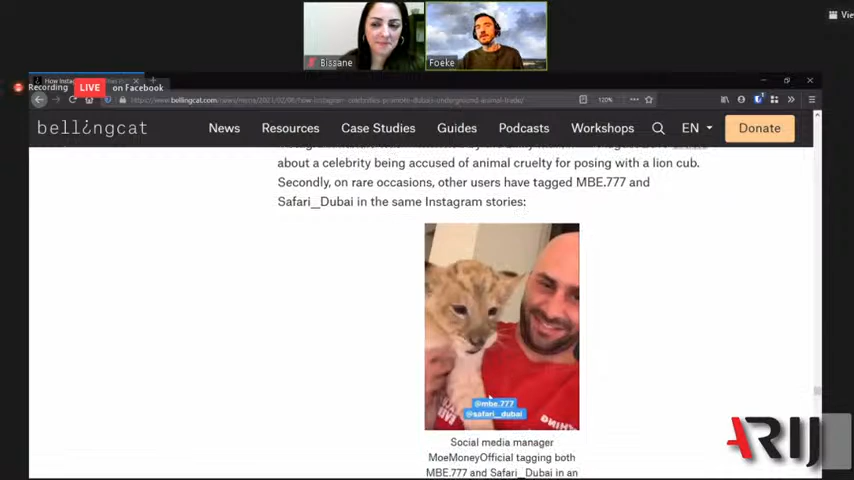 View
Bissane
Foeke
Recording
LIVE
on Facebook
120%
bellingcat
News
Resources
Case Studies
Guides
Podcasts
Workshops
EN
Donate
about a celebrity being accused of animal cruelty for posing with a lion cub.
Secondly, on rare occasions, other users have tagged MBE.777 and
Safari_Dubai in the same Instagram stories:
@mbe.777
@safari_dubai
ARIJ
Social media manager
MoeMoneyOfficial tagging both
MBE.777 and Safari_Dubai in an